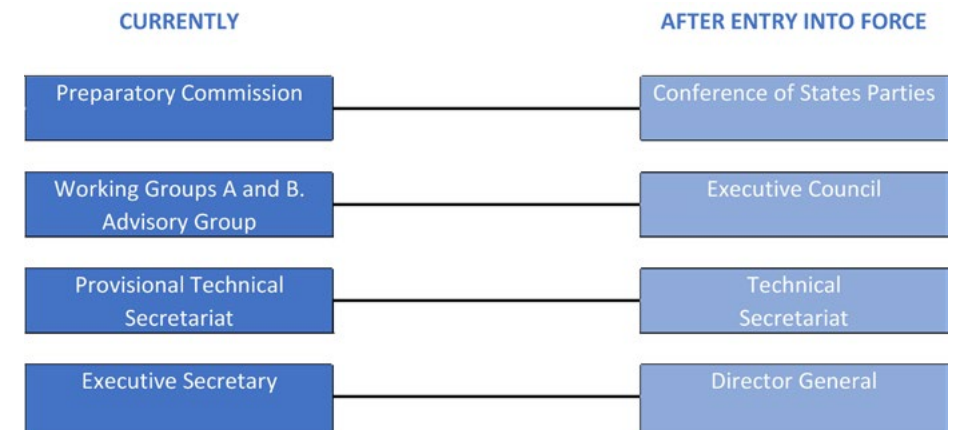 CURRENTLY
AFTER ENTRY INTO FORCE
Preparatory Commission
Conference of States Parties
Working Groups A and B.
Advisory Group
Executive Council
Provisional Technical
Secretariat
Technical
Secretariat
Executive Secretary
Director General